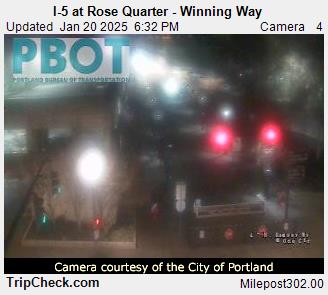 I-5 at Rose Quarter - Winning Way
Updated Jan 20 2025 6:32 PM Camera 4
PBOT
PORTLAND BUREAU OF TRANSPORTATION
Camera courtesy of the City of Portland
TripCheck.com Milepost302.00